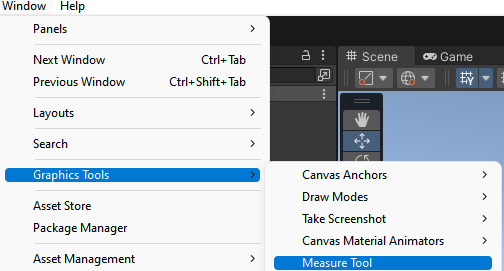 Window Help
Panels
Next Window Ctrl+Tab
Previous Window Ctrl+Shift+Tab
Layouts
Search
Graphics Tools
Asset Store
Package Manager
Asset Management
Scene Game
Canvas Anchors
Draw Modes
Take Screenshot
Canvas Material Animators
Measure Tool